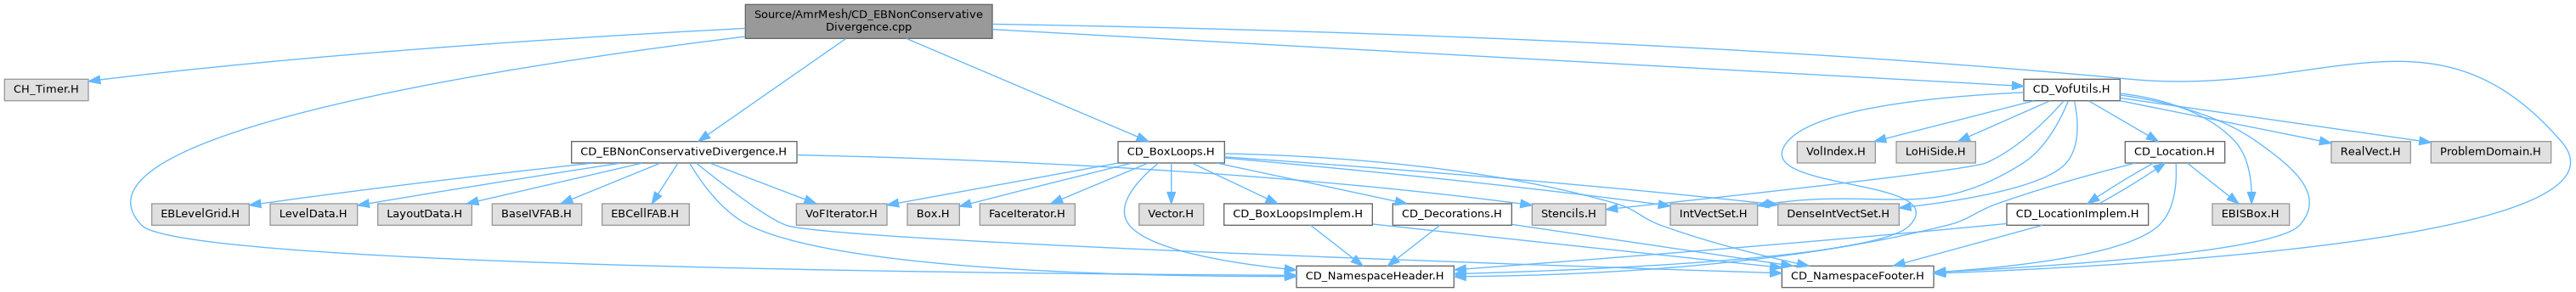 Source/AmrMesh/CD_EBNonConservative
Divergence.cpp
CH_Timer.H
CD_VofUtils.H
CD_EBNonConservativeDivergence.H
CD_BoxLoops.H
VolIndex.H
LoHiSide.H
CD_Location.H
RealVect.H
ProblemDomain.H
EBLevelGrid.H
LevelData.H
LayoutData.H
BaseIVFAB.H
EBCellFAB.H
VoFIterator.H
Box.H
FaceIterator.H
Vector.H
CD_BoxLoopsImplem.H
CD_Decorations.H
Stencils.H
IntVectSet.H
DenseIntVectSet.H
CD_LocationImplem.H
EBISBox.H
CD_NamespaceHeader.H
CD_NamespaceFooter.H